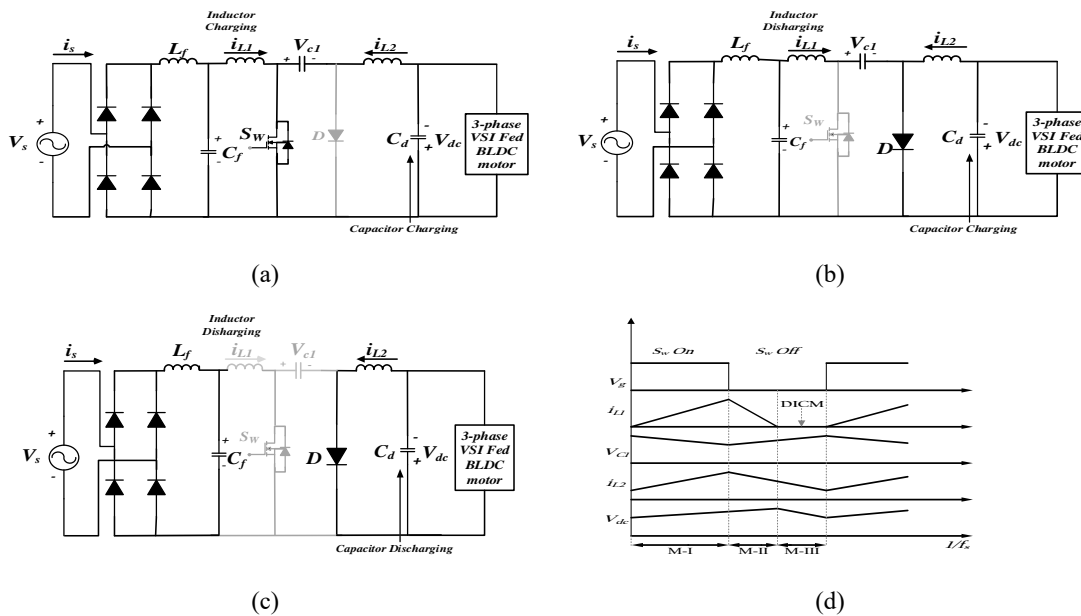 Inductor
Charging
i_s
L_f
i_L1
V_c1
i_L2
+ -
+
V_s
-
+
C_f
-
S_W
D
C_d
-
V_dc
+
3-phase
VSI Fed
BLDC
motor
Capacitor Charging
(a)
Inductor
Disharging
i_s
L_f
i_L1
V_c1
i_L2
+ -
+
V_s
-
+
C_f
-
S_W
D
C_d
-
V_dc
+
3-phase
VSI Fed
BLDC
motor
Capacitor Charging
(b)
Inductor
Disharging
i_s
L_f
i_L1
V_c1
i_L2
+ -
+
V_s
-
+
C_f
-
S_W
D
C_d
-
V_dc
+
3-phase
VSI Fed
BLDC
motor
Capacitor Discharging
(c)
S_w On S_w Off
V_g
DICM
i_L1
V_C1
i_L2
V_dc
M-I M-II M-III 1/f_s
(d)